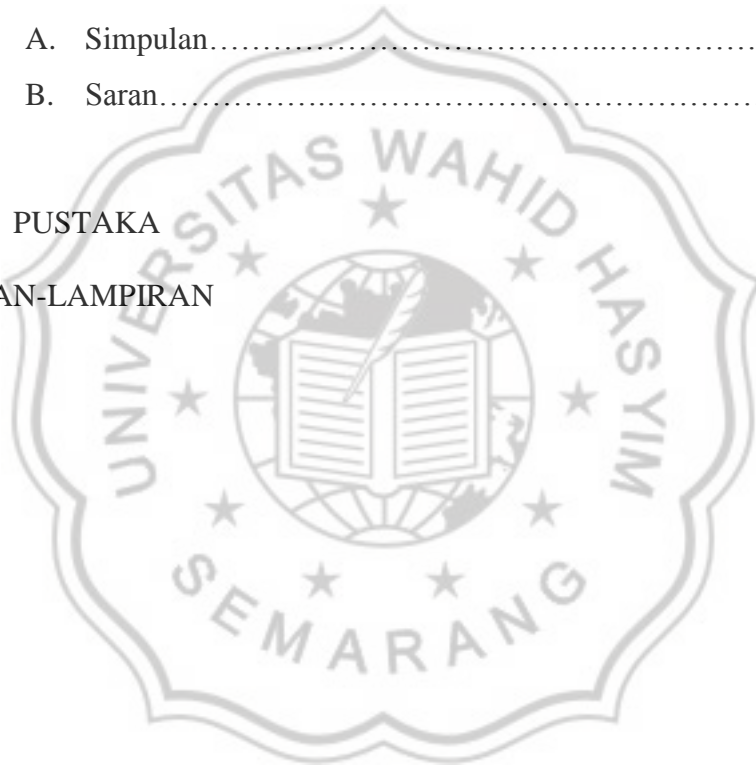 A. Simpulan……………………………..……………
B. Saran…………….…………………………………
PUSTAKA
AN-LAMPIRAN
UNIVERSITAS WAHID HASYIM
SEMARANG